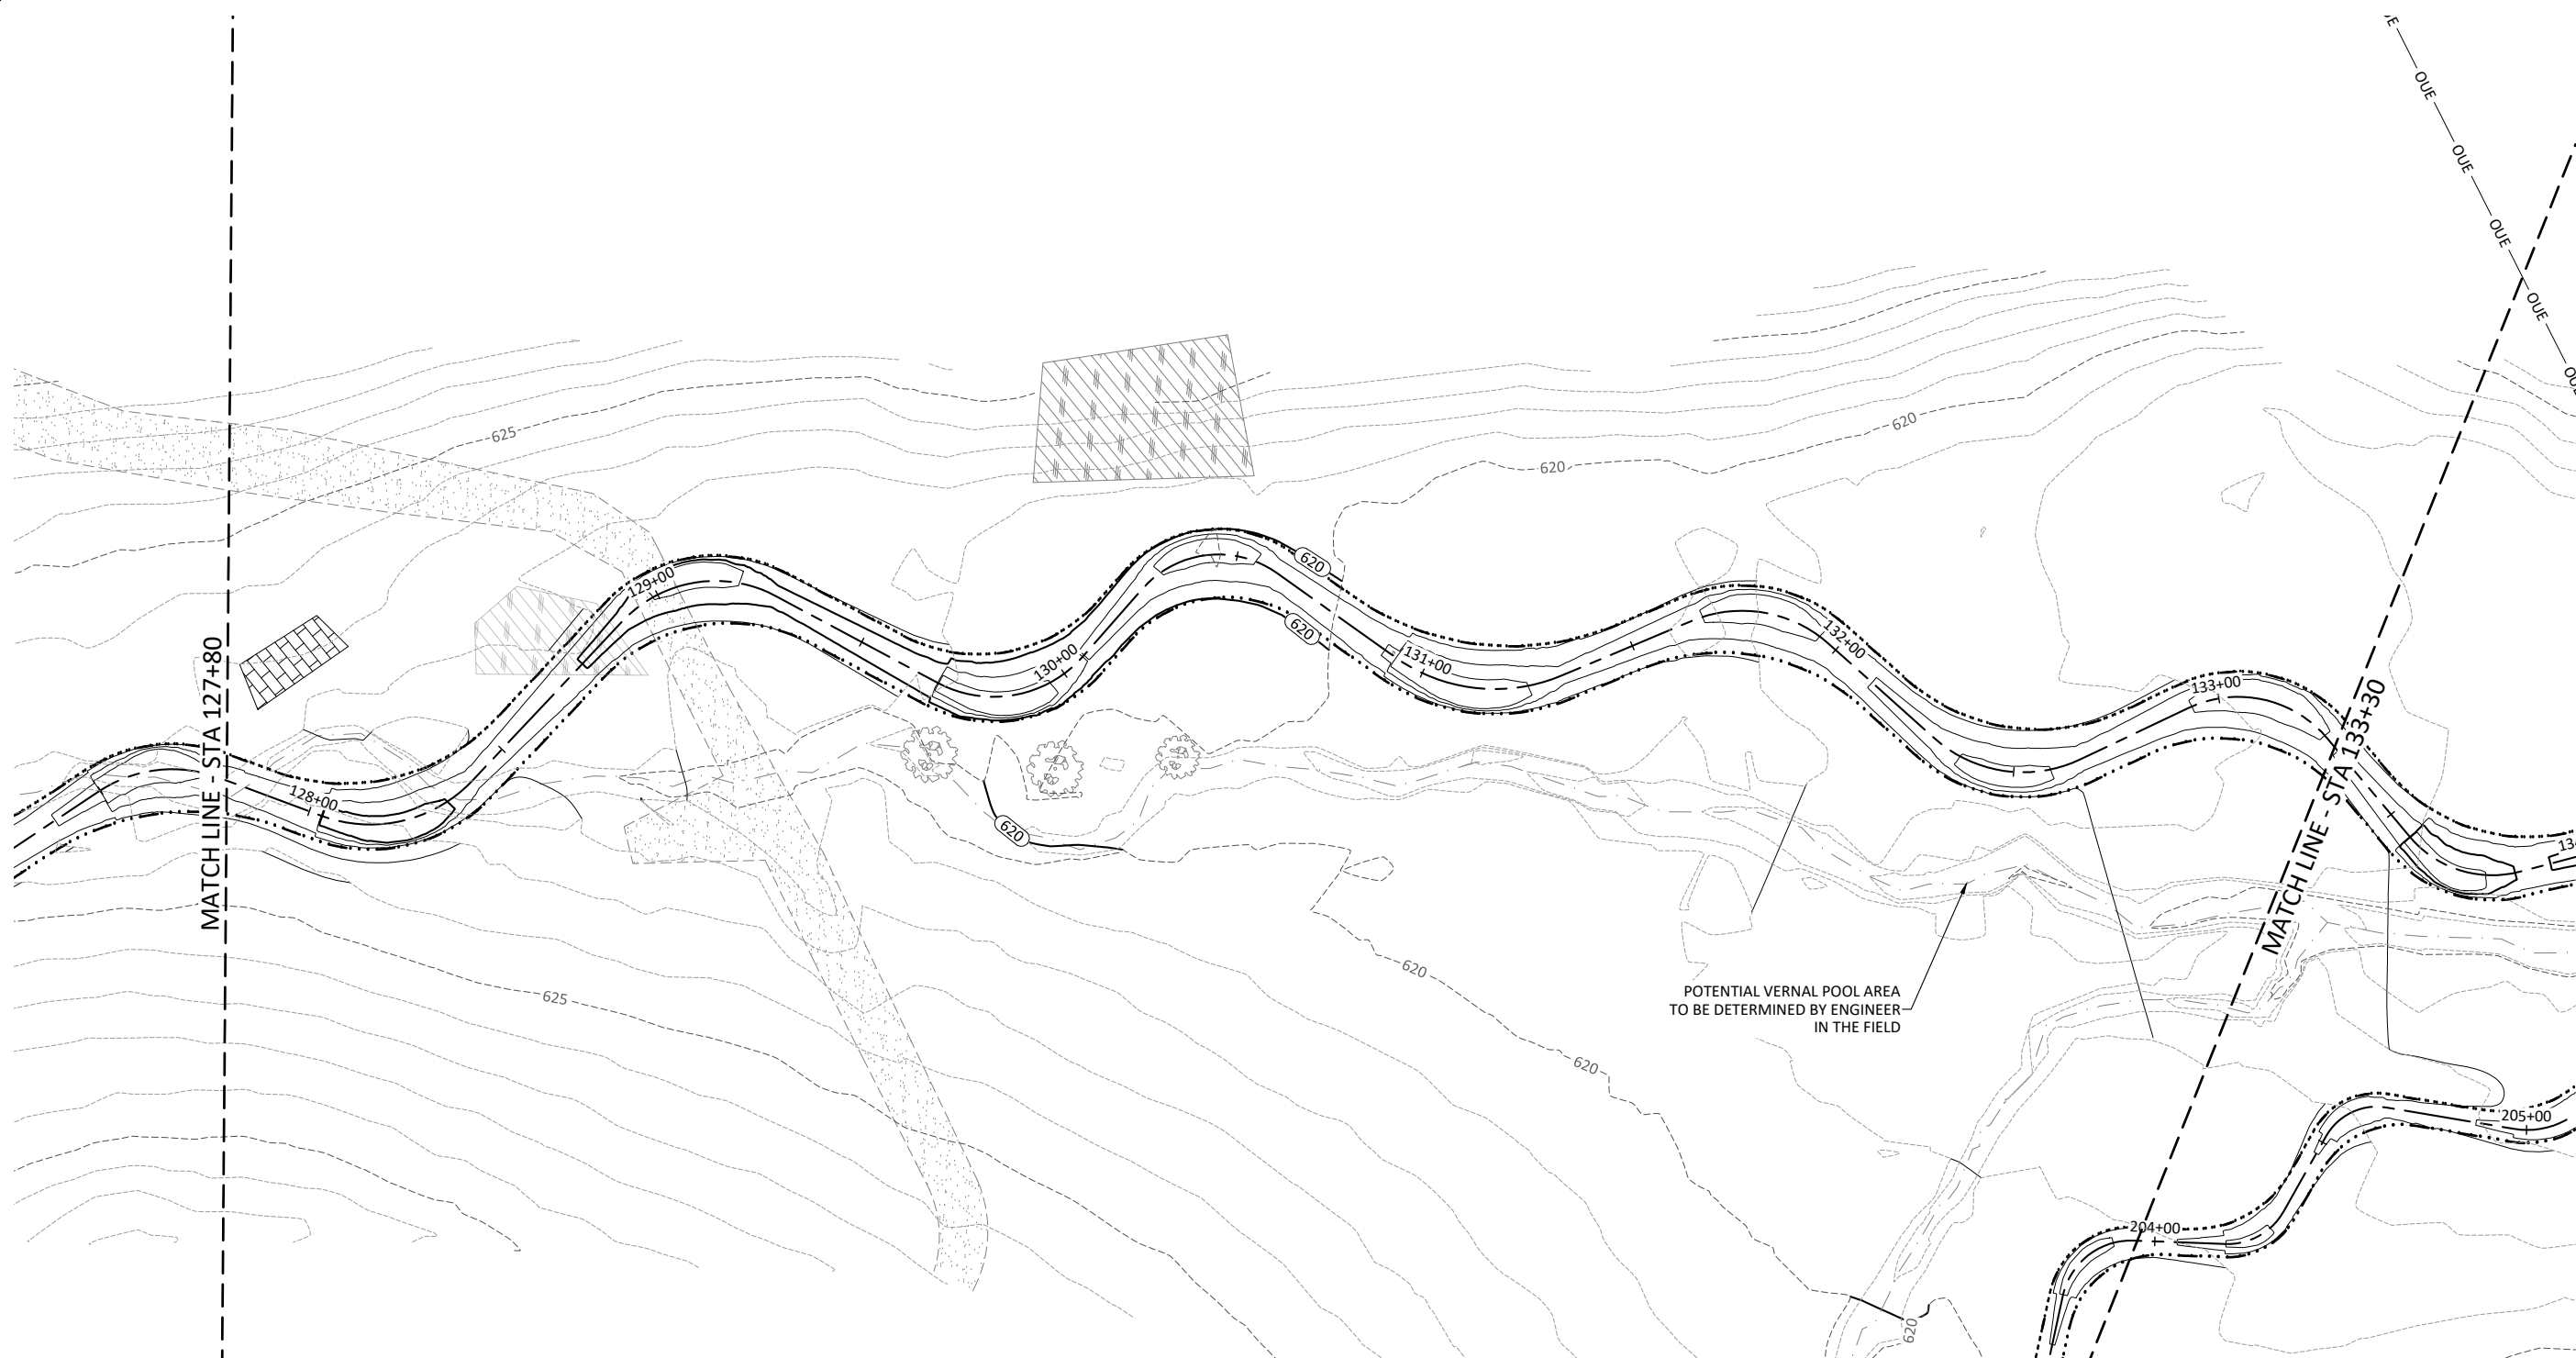 OUE
OUE
OUE
OUE
620
625
620
620
129+00
130+00
620
131+00
132+00
133+00
MATCH LINE - STA 127+80
MATCH LINE - STA 133+30
128+00
620
620
625
POTENTIAL VERNAL POOL AREA
TO BE DETERMINED BY ENGINEER
IN THE FIELD
620
205+00
204+00
620